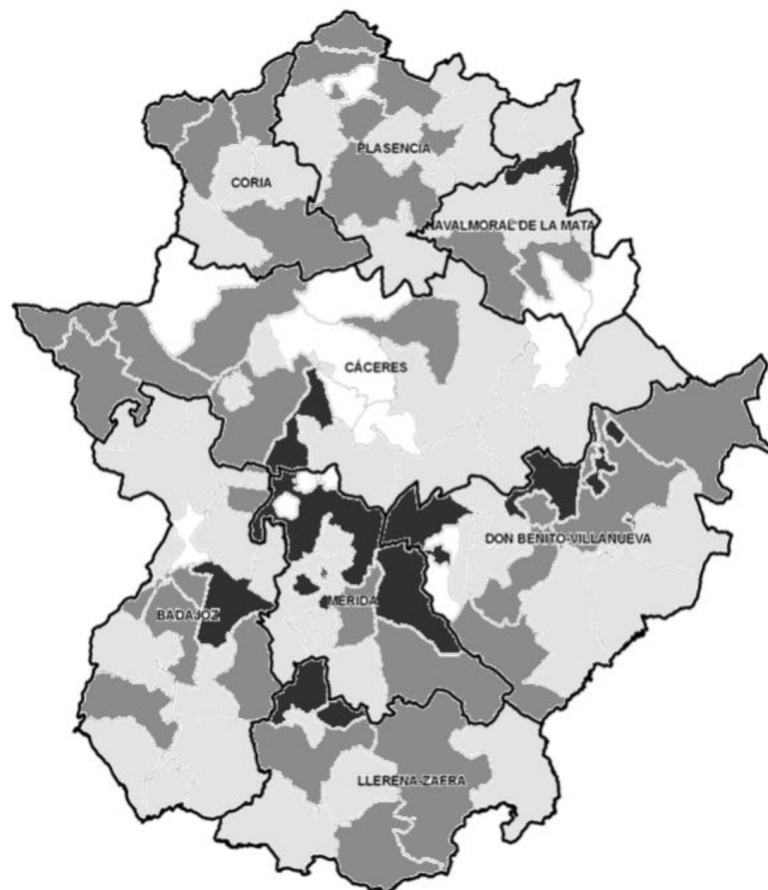 PLASENCIA
CORIA
NAVALMORAL DE LA MATA
CÁCERES
DON BENITO-VILLANUEVA
MÉRIDA
BADAJOZ
LLERENA-ZAFRA